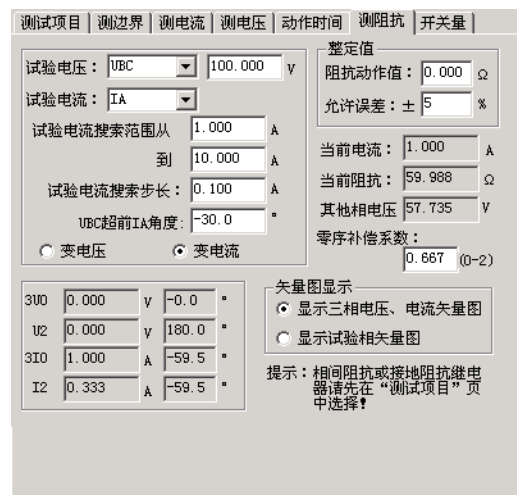 测试项目 测边界 测电流 测电压 动作时间 测阻抗 开关量
试验电压： UBC 100.000 V
试验电流： IA
试验电流搜索范围从 1.000 A
到 10.000 A
试验电流搜索步长： 0.100 A
UBC超前IA角度： -30.0 °
变电压 变电流
整定值
阻抗动作值： 0.000 Ω
允许误差：± 5 %
当前电流： 1.000 A
当前阻抗： 59.988 Ω
其他相电压 57.735 V
零序补偿系数：
0.667 (0-2)
3U0 0.000 V -0.0 °
U2 0.000 V 180.0 °
3I0 1.000 A -59.5 °
I2 0.333 A -59.5 °
矢量图显示
显示三相电压、电流矢量图
显示试验相矢量图
提示：相间阻抗或接地阻抗继电
器请先在“测试项目”页
中选择！